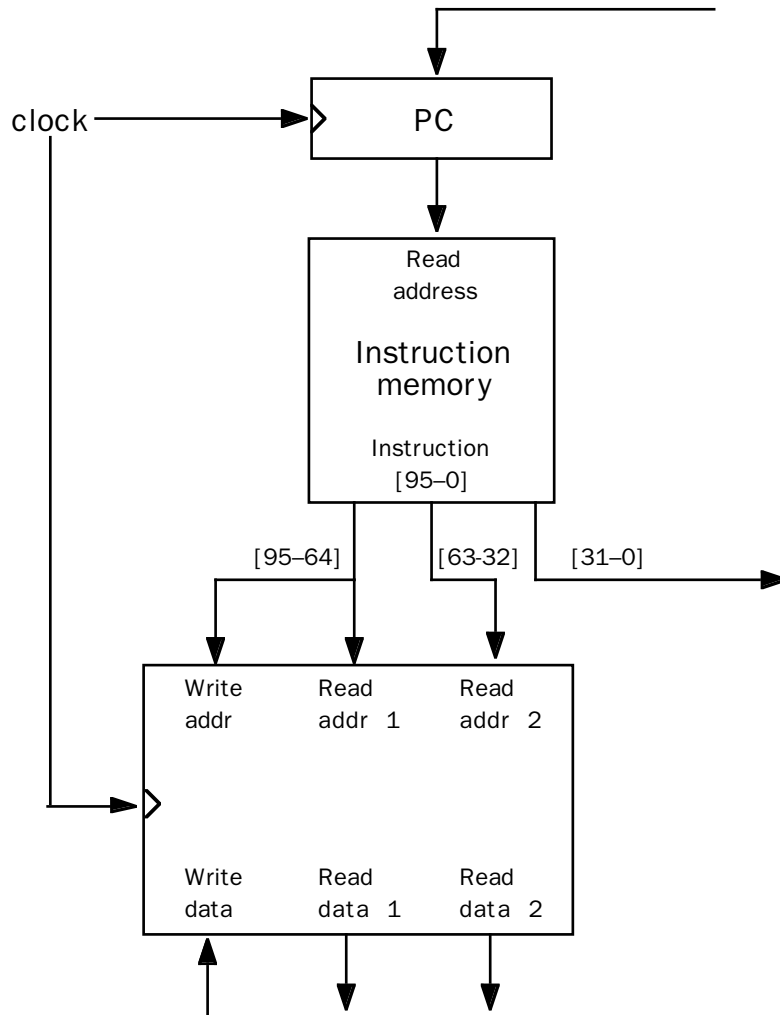 clock
PC
Read
address
Instruction
memory
Instruction
[95–0]
[95–64]
[63-32]
[31–0]
Write
addr
Read
addr 1
Read
addr 2
Write
data
Read
data 1
Read
data 2